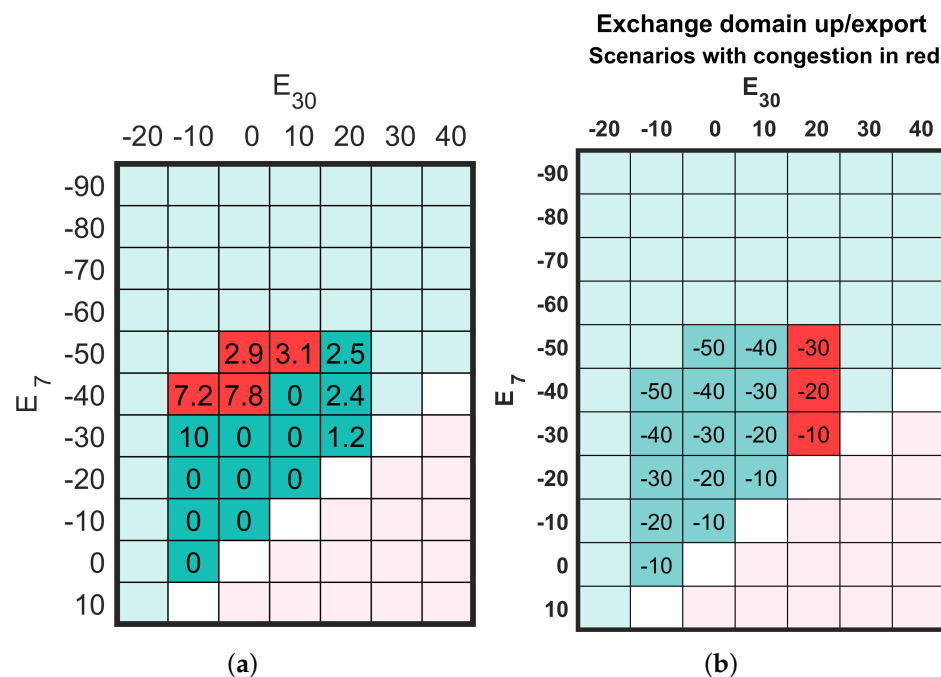 E30
-20 -10 0 10 20 30 40
-90
-80
-70
-60
-50 2.9 3.1 2.5
-40 7.2 7.8 0 2.4
-30 10 0 0 1.2
-20 0 0 0
-10 0 0
0 0
10
E7
(a)
Exchange domain up/export
Scenarios with congestion in red
E30
-20 -10 0 10 20 30 40
-90
-80
-70
-60
-50 -50 -40 -30
-40 -50 -40 -30 -20
-30 -40 -30 -20 -10
-20 -30 -20 -10
-10 -20 -10
0 -10
10
E7
(b)